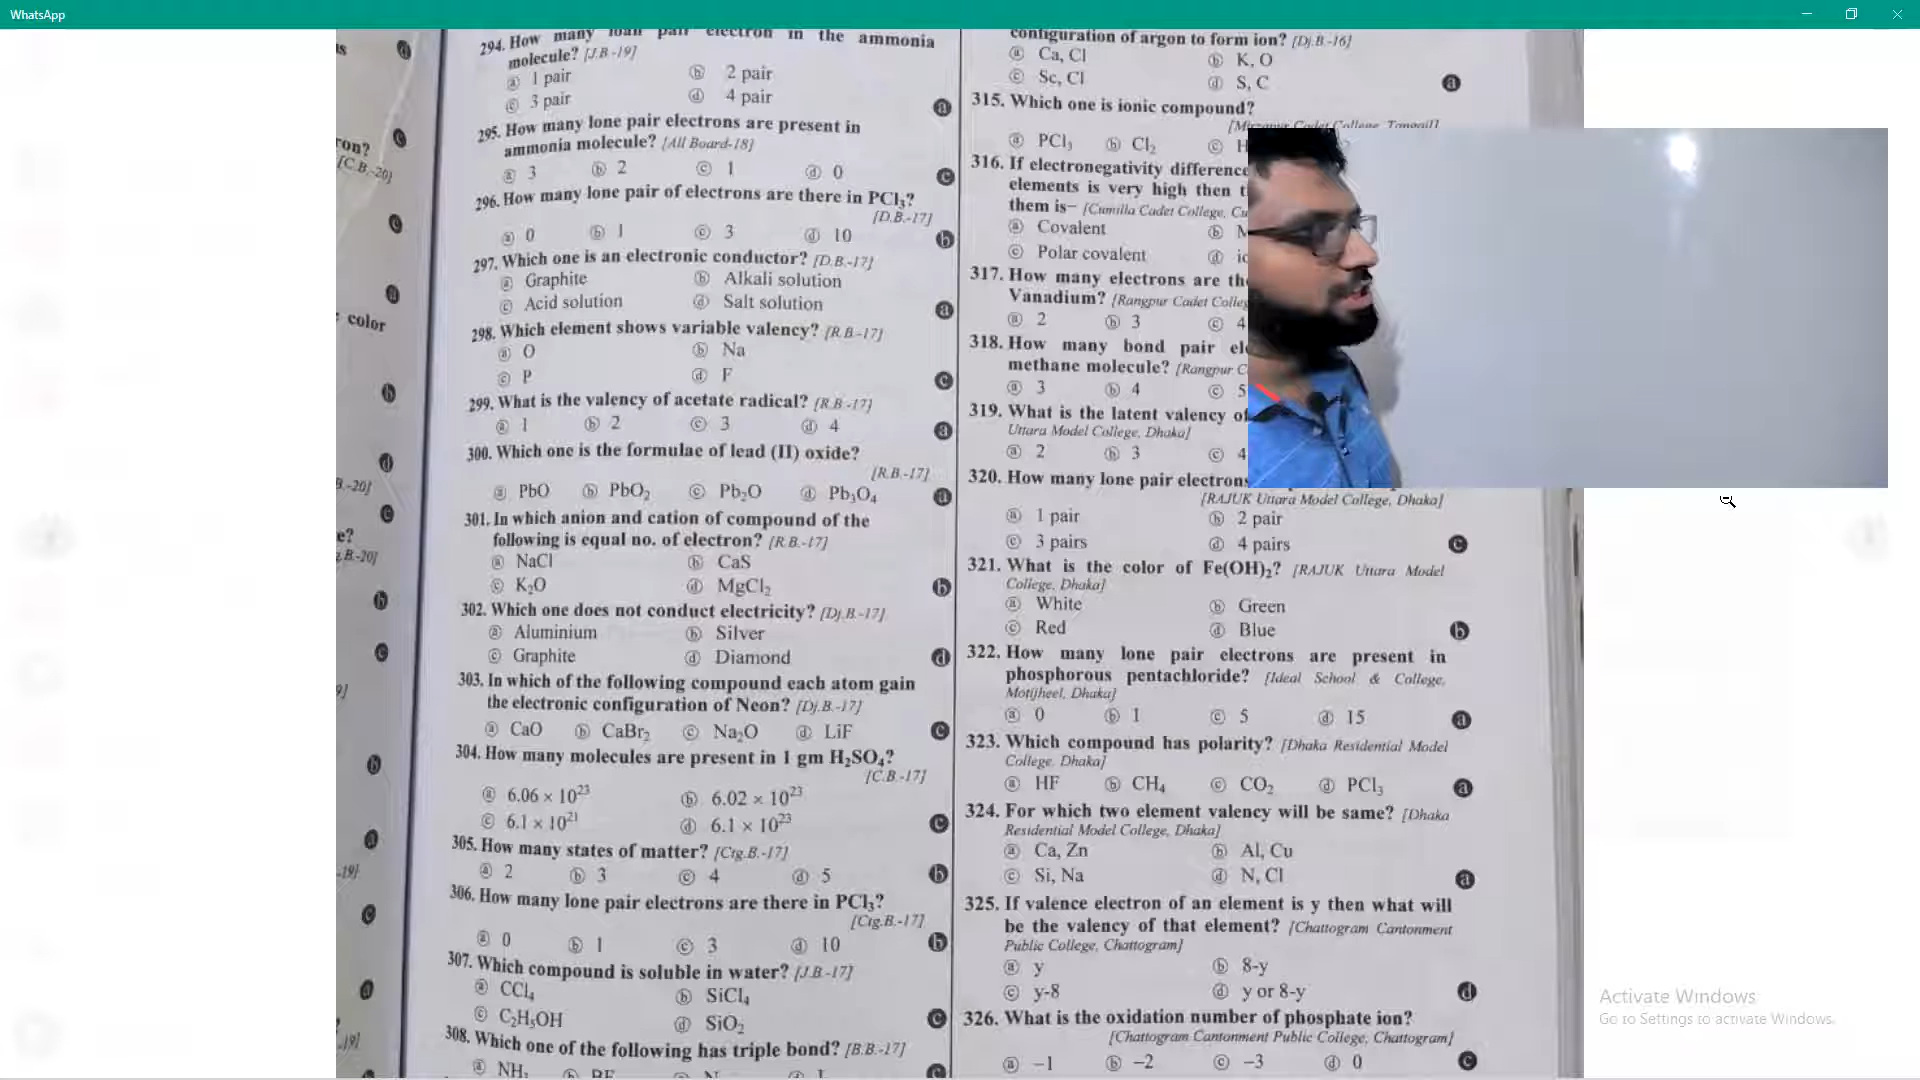 WhatsApp
294. How many loan pair electron in the ammonia
molecule? [J.B-19]
ⓐ 1 pair ⓑ 2 pair
ⓒ 3 pair ⓓ 4 pair
ⓐ
295. How many lone pair electrons are present in
ammonia molecule? [All Board-18]
ⓐ 3 ⓑ 2 ⓒ 1 ⓓ 0
ⓒ
296. How many lone pair of electrons are there in PCl₃?
[D.B.-17]
ⓐ 0 ⓑ 1 ⓒ 3 ⓓ 10
ⓑ
297. Which one is an electronic conductor? [D.B.-17]
ⓐ Graphite ⓑ Alkali solution
ⓒ Acid solution ⓓ Salt solution
ⓐ
298. Which element shows variable valency? [R.B-17]
ⓐ O ⓑ Na
ⓒ P ⓓ F
ⓒ
299. What is the valency of acetate radical? [R.B-17]
ⓐ 1 ⓑ 2 ⓒ 3 ⓓ 4
ⓐ
300. Which one is the formulae of lead (II) oxide?
[R.B.-17]
ⓐ PbO ⓑ PbO₂ ⓒ Pb₂O ⓓ Pb₃O₄
ⓐ
301. In which anion and cation of compound of the
following is equal no. of electron? [R.B.-17]
ⓐ NaCl ⓑ CaS
ⓒ K₂O ⓓ MgCl₂
ⓑ
302. Which one does not conduct electricity? [Dj.B.-17]
ⓐ Aluminium ⓑ Silver
ⓒ Graphite ⓓ Diamond
ⓓ
303. In which of the following compound each atom gain
the electronic configuration of Neon? [Dj.B.-17]
ⓐ CaO ⓑ CaBr₂ ⓒ Na₂O ⓓ LiF
ⓒ
304. How many molecules are present in 1 gm H₂SO₄?
[C.B.-17]
ⓐ 6.06 × 10²³ ⓑ 6.02 × 10²³
ⓒ 6.1 × 10²¹ ⓓ 6.1 × 10²³
ⓒ
305. How many states of matter? [Ctg.B.-17]
ⓐ 2 ⓑ 3 ⓒ 4 ⓓ 5
ⓑ
306. How many lone pair electrons are there in PCl₃?
[Ctg.B.-17]
ⓐ 0 ⓑ 1 ⓒ 3 ⓓ 10
ⓑ
307. Which compound is soluble in water? [J.B-17]
ⓐ CCl₄ ⓑ SiCl₄
ⓒ C₂H₅OH ⓓ SiO₂
ⓒ
308. Which one of the following has triple bond? [B.B.-17]
configuration of argon to form ion? [Dj.B-16]
ⓐ Ca, Cl ⓑ K, O
ⓒ Sc, Cl ⓓ S, C
ⓐ
315. Which one is ionic compound?
[Mirzapur Cadet College, Tangail]
ⓐ PCl₃ ⓑ Cl₂ ⓒ H
316. If electronegativity difference
elements is very high then
them is– [Cumilla Cadet College,
ⓐ Covalent ⓑ
ⓒ Polar covalent ⓓ
317. How many electrons are
Vanadium? [Rangpur Cadet
ⓐ 2 ⓑ 3 ⓒ 4
318. How many bond pair
methane molecule? [Rangpur
ⓐ 3 ⓑ 4 ⓒ 5
319. What is the latent valency of
Uttara Model College, Dhaka]
ⓐ 2 ⓑ 3 ⓒ 4
320. How many lone pair electrons
[RAJUK Uttara Model College, Dhaka]
ⓐ 1 pair ⓑ 2 pair
ⓒ 3 pairs ⓓ 4 pairs
ⓒ
321. What is the color of Fe(OH)₂? [RAJUK Uttara Model
College, Dhaka]
ⓐ White ⓑ Green
ⓒ Red ⓓ Blue
ⓑ
322. How many lone pair electrons are present in
phosphorous pentachloride? [Ideal School & College,
Motijheel, Dhaka]
ⓐ 0 ⓑ 1 ⓒ 5 ⓓ 15
ⓐ
323. Which compound has polarity? [Dhaka Residential Model
College, Dhaka]
ⓐ HF ⓑ CH₄ ⓒ CO₂ ⓓ PCl₃
ⓐ
324. For which two element valency will be same? [Dhaka
Residential Model College, Dhaka]
ⓐ Ca, Zn ⓑ Al, Cu
ⓒ Si, Na ⓓ N, Cl
ⓐ
325. If valence electron of an element is y then what will
be the valency of that element? [Chattogram Cantonment
Public College, Chattogram]
ⓐ y ⓑ 8-y
ⓒ y-8 ⓓ y or 8-y
ⓓ
326. What is the oxidation number of phosphate ion?
[Chattogram Cantonment Public College, Chattogram]
ⓐ −1 ⓑ −2 ⓒ −3 ⓓ 0
ⓒ
Activate Windows
Go to Settings to activate Windows.